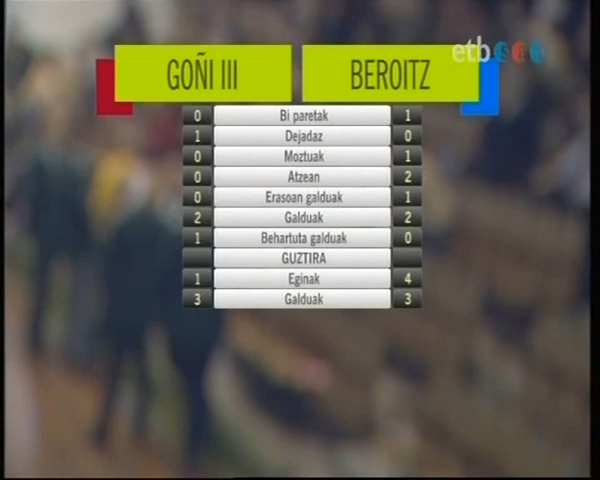 etb
GOÑI III BEROITZ
0 Bi paretak 1
1 Dejadaz 0
0 Moztuak 1
0 Atzean 2
0 Erasoan galduak 1
2 Galduak 2
1 Behartuta galduak 0
GUZTIRA
1 Eginak 4
3 Galduak 3